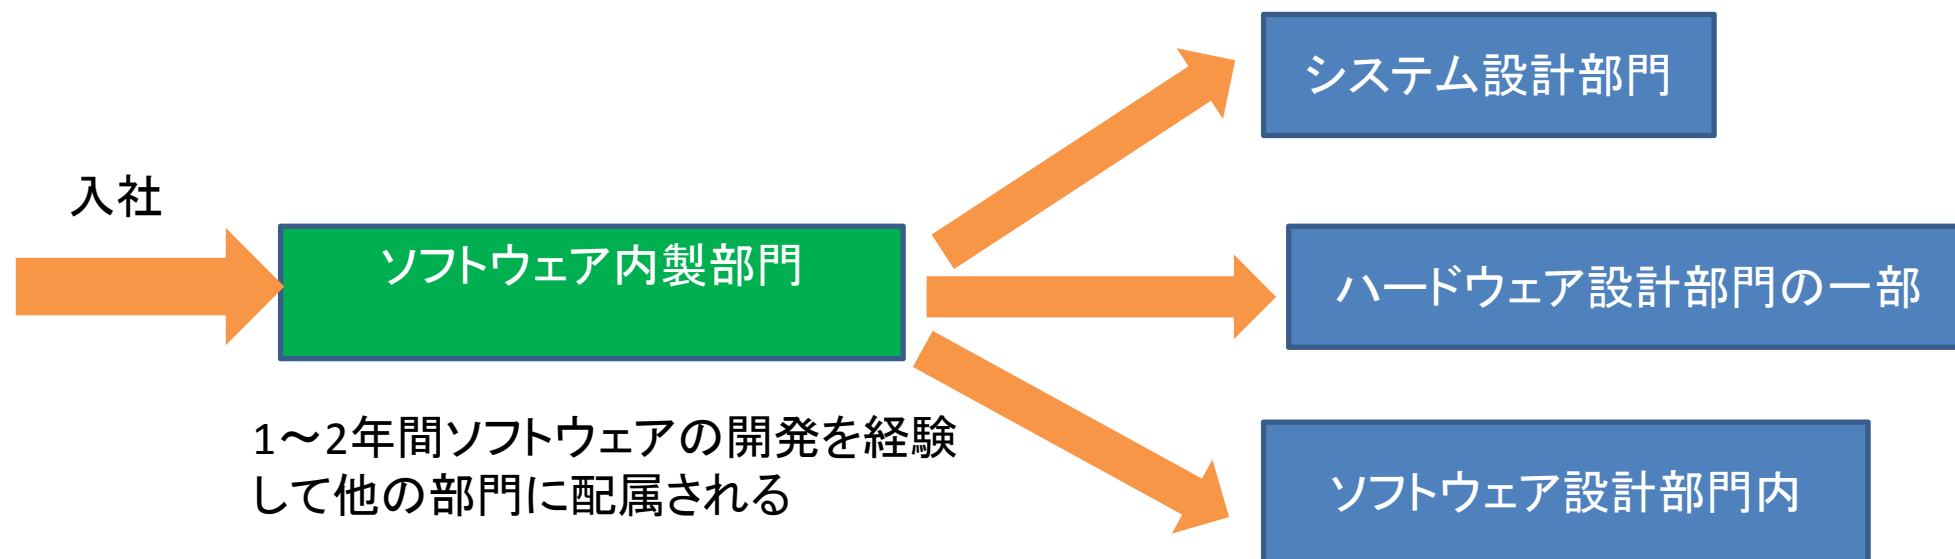 システム設計部門
入社
ソフトウェア内製部門
ハードウェア設計部門の一部
1～2年間ソフトウェアの開発を経験
して他の部門に配属される
ソフトウェア設計部門内